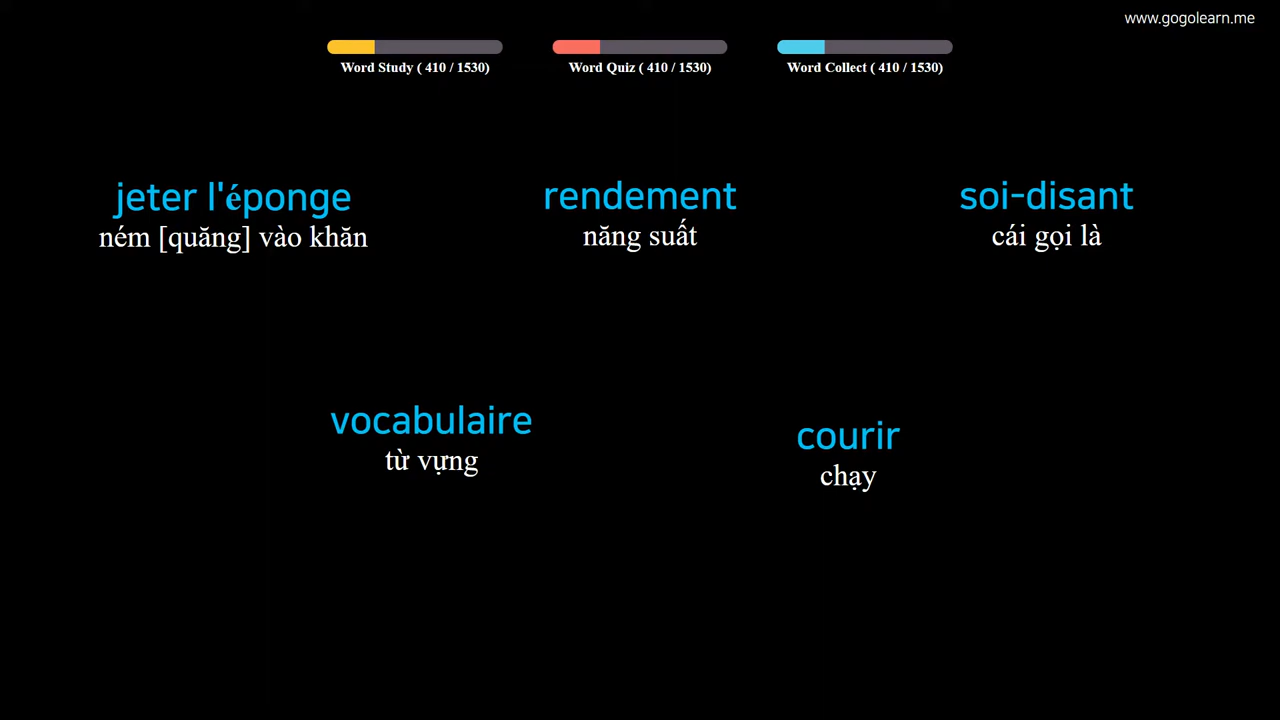 www.gogolearn.me
Word Study ( 410 / 1530)
Word Quiz ( 410 / 1530)
Word Collect ( 410 / 1530)
jeter l'éponge
ném [quăng] vào khăn
rendement
năng suất
soi-disant
cái gọi là
vocabulaire
từ vựng
courir
chạy